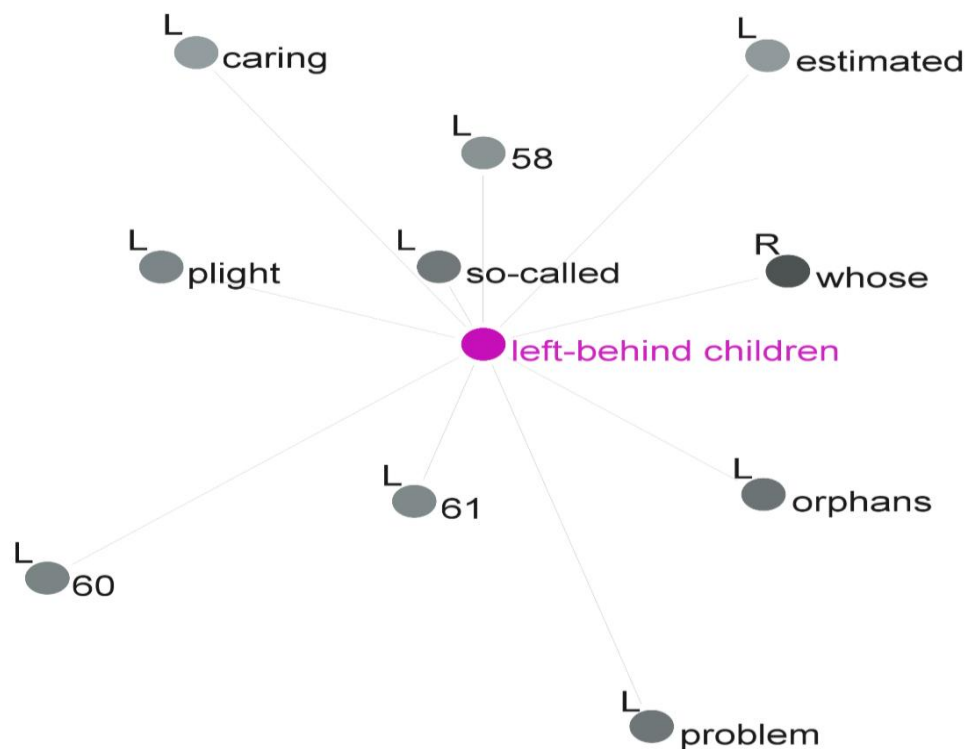 L caring
L estimated
L 58
L plight
L so-called
R whose
left-behind children
L 61
L orphans
L 60
L problem